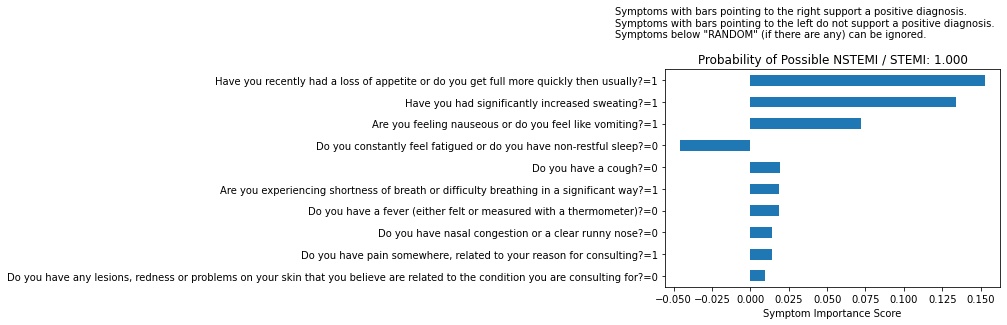 Symptoms with bars pointing to the right support a positive diagnosis.
Symptoms with bars pointing to the left do not support a positive diagnosis.
Symptoms below "RANDOM" (if there are any) can be ignored.
Probability of Possible NSTEMI / STEMI: 1.000
Have you recently had a loss of appetite or do you get full more quickly then usually?=1
Have you had significantly increased sweating?=1
Are you feeling nauseous or do you feel like vomiting?=1
Do you constantly feel fatigued or do you have non-restful sleep?=0
Do you have a cough?=0
Are you experiencing shortness of breath or difficulty breathing in a significant way?=1
Do you have a fever (either felt or measured with a thermometer)?=0
Do you have nasal congestion or a clear runny nose?=0
Do you have pain somewhere, related to your reason for consulting?=1
Do you have any lesions, redness or problems on your skin that you believe are related to the condition you are consulting for?=0
−0.050 −0.025 0.000 0.025 0.050 0.075 0.100 0.125 0.150
Symptom Importance Score